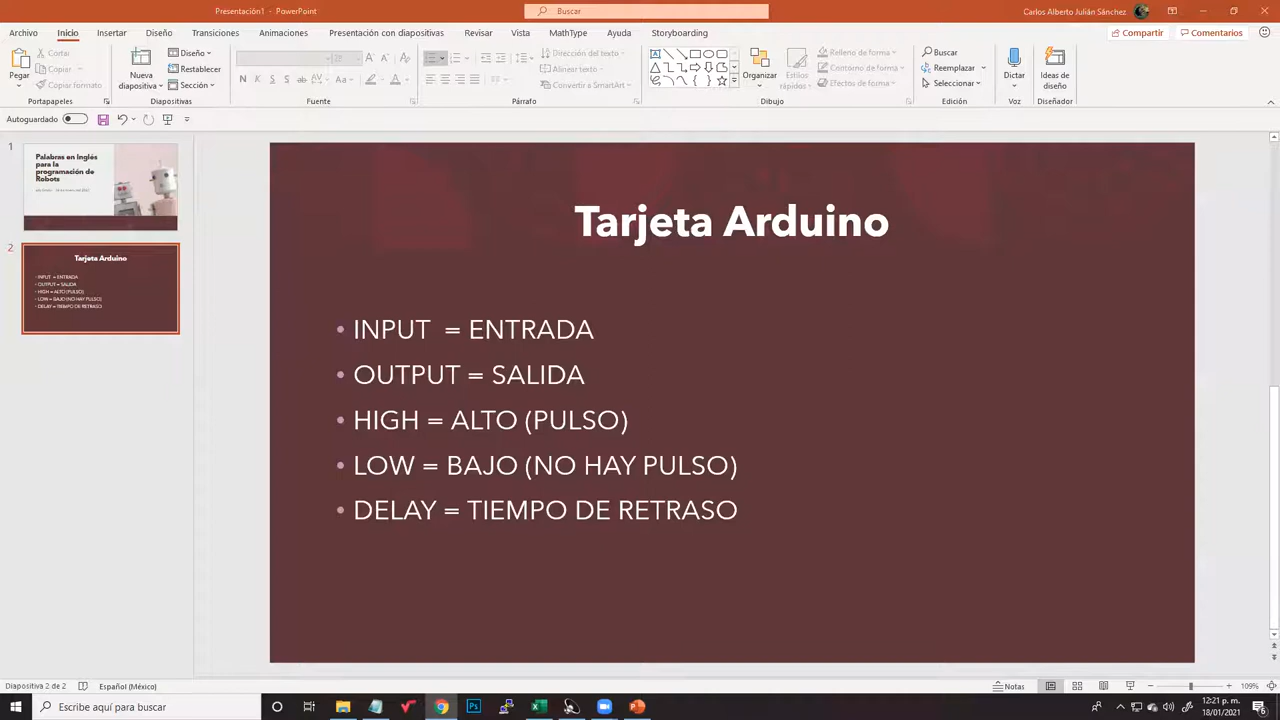 Presentación1 - PowerPoint
Buscar
Carlos Alberto Julián Sánchez
Archivo Inicio Insertar Diseño Transiciones Animaciones Presentación con diapositivas Revisar Vista MathType Ayuda Storyboarding
Compartir Comentarios
Pegar
Cortar
Copiar
Copiar formato
Portapapeles
Nueva diapositiva
Diseño
Restablecer
Sección
Diapositivas
Fuente
Dirección del texto
Alinear texto
Convertir a SmartArt
Párrafo
Organizar
Estilos rápidos
Relleno de forma
Contorno de forma
Efectos de forma
Dibujo
Buscar
Reemplazar
Seleccionar
Edición
Dictar
Voz
Ideas de diseño
Diseñador
Autoguardado
1
Palabras en Inglés
para la
programación de
Robots
2
Tarjeta Arduino
• INPUT = ENTRADA
• OUTPUT = SALIDA
• HIGH = ALTO (PULSO)
• LOW = BAJO (NO HAY PULSO)
• DELAY = TIEMPO DE RETRASO
Tarjeta Arduino
• INPUT = ENTRADA
• OUTPUT = SALIDA
• HIGH = ALTO (PULSO)
• LOW = BAJO (NO HAY PULSO)
• DELAY = TIEMPO DE RETRASO
Diapositiva 2 de 2
Español (México)
Notas
109%
Escribe aquí para buscar
12:21 p. m.
18/01/2021